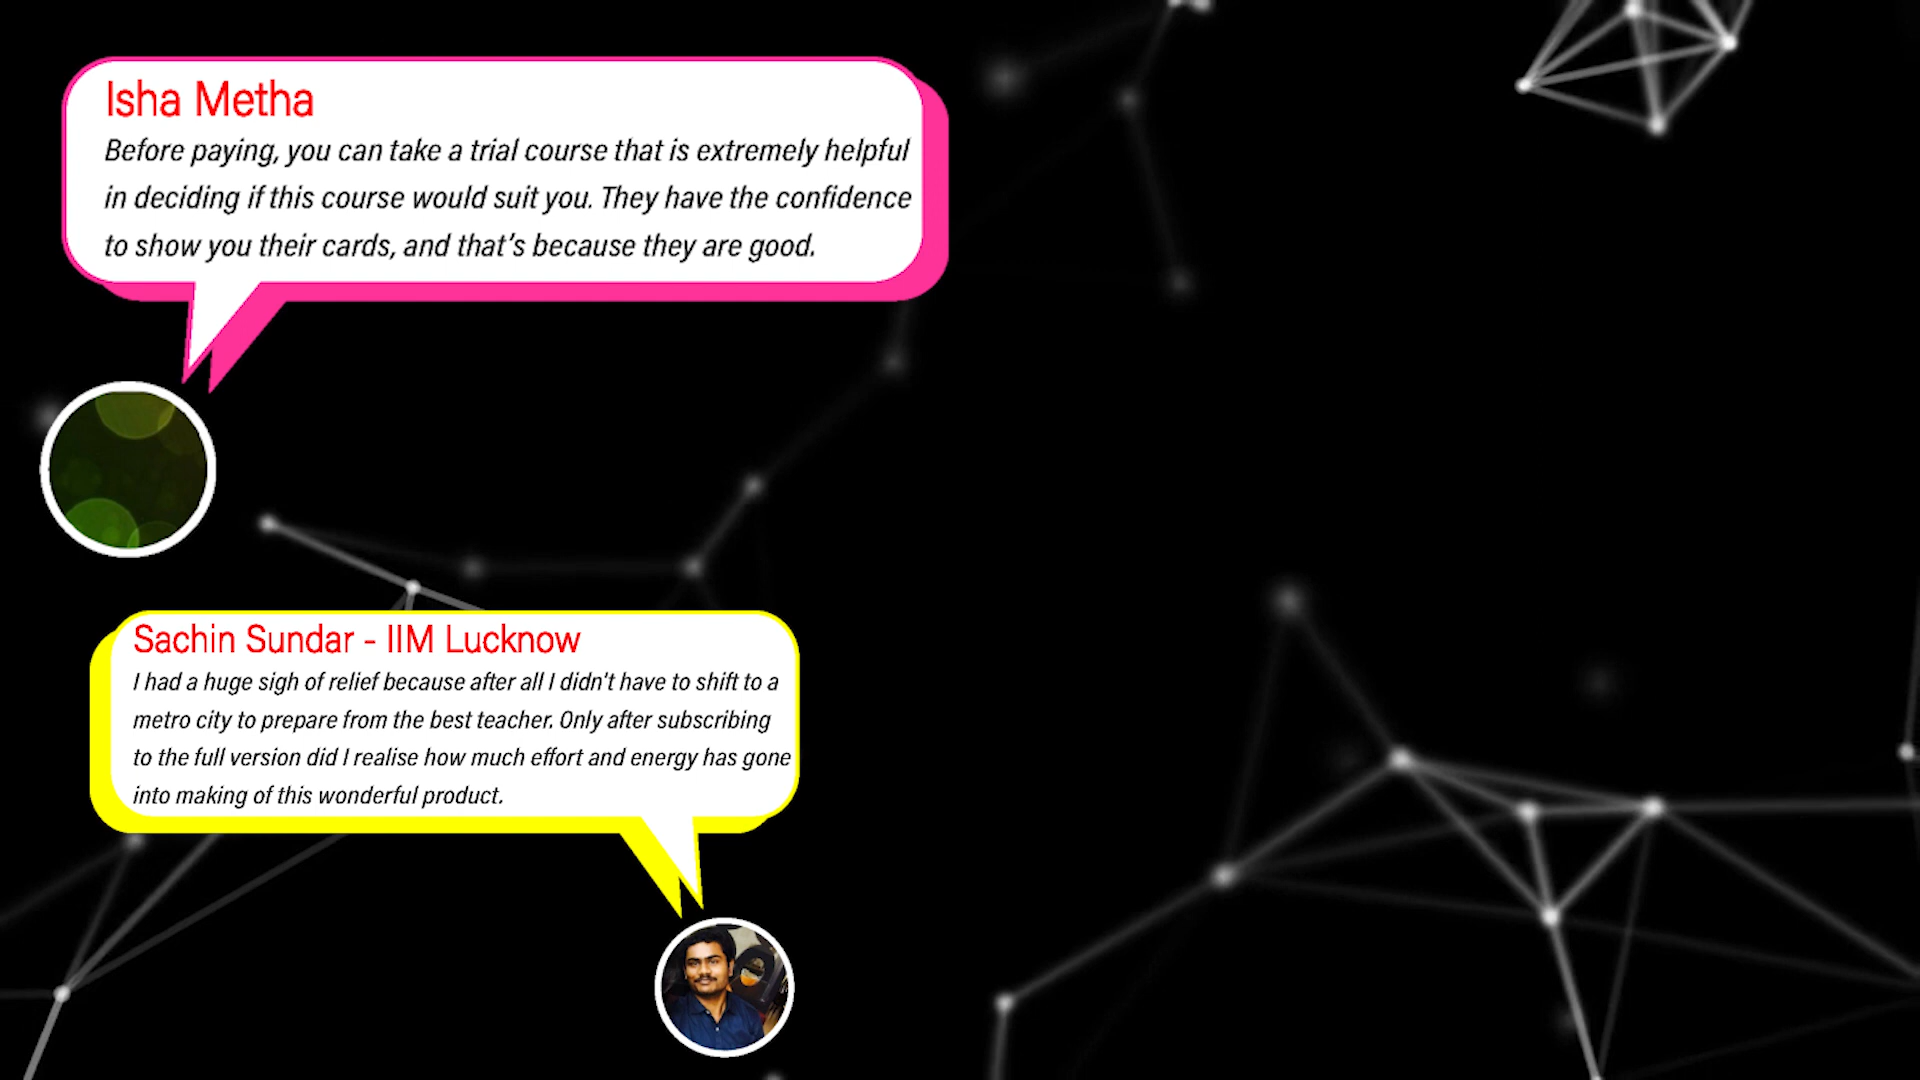 Isha Metha
Before paying, you can take a trial course that is extremely helpful
in deciding if this course would suit you. They have the confidence
to show you their cards, and that's because they are good.
Sachin Sundar - IIM Lucknow
I had a huge sigh of relief because after all I didn't have to shift to a
metro city to prepare from the best teacher. Only after subscribing
to the full version did I realise how much effort and energy has gone
into making of this wonderful product.